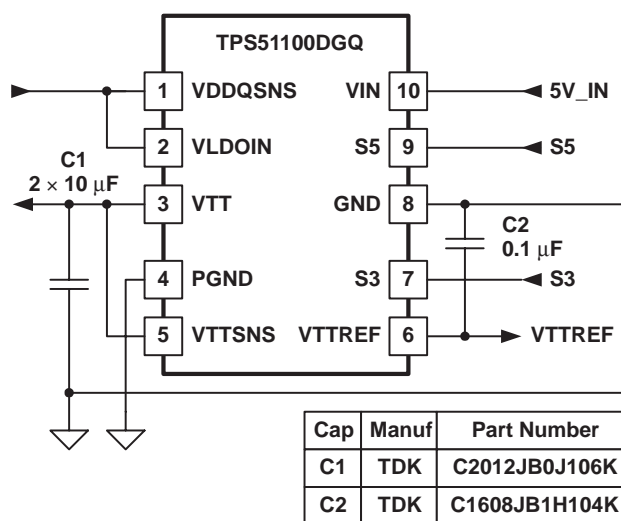 TPS51100DGQ
1 VDDQSNS VIN 10 5V_IN
2 VLDOIN S5 9 S5
C1
2 × 10 μF
3 VTT GND 8
C2
0.1 μF
4 PGND S3 7 S3
5 VTTSNS VTTREF 6 VTTREF
Cap Manuf Part Number
C1 TDK C2012JB0J106K
C2 TDK C1608JB1H104K